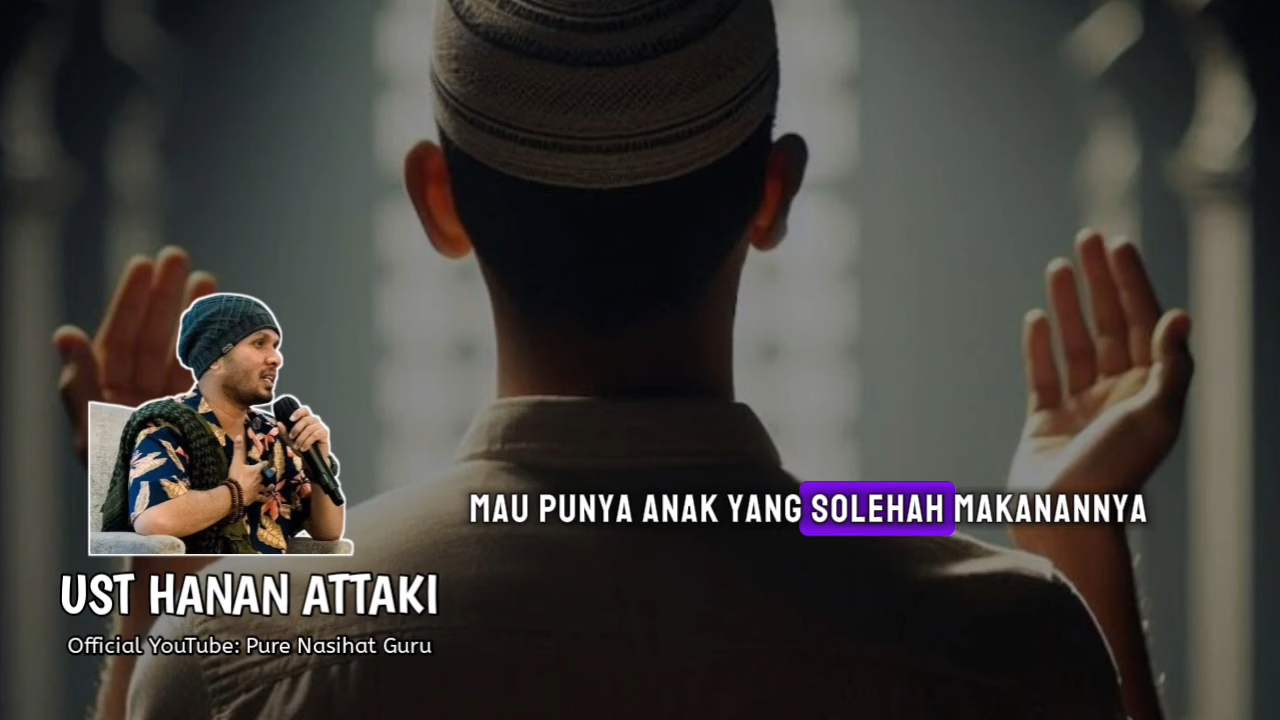 MAU PUNYA ANAK YANG SOLEHAH MAKANANNYA
UST HANAN ATTAKI
Official YouTube: Pure Nasihat Guru